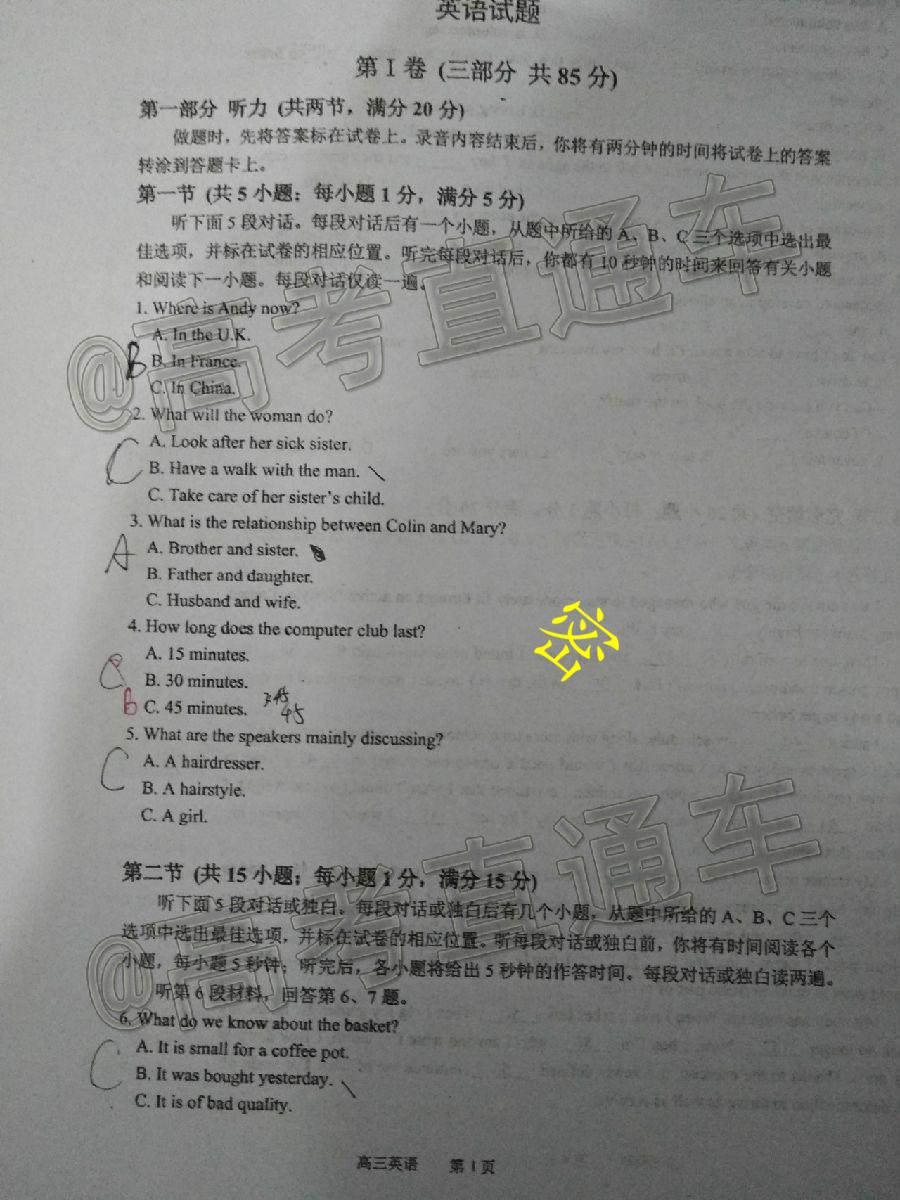 英语试题
第 I 卷 (三部分 共 85 分)
第一部分 听力 (共两节，满分 20 分)
做题时，先将答案标在试卷上。录音内容结束后，你将有两分钟的时间将试卷上的答案
转涂到答题卡上。
第一节 (共 5 小题；每小题 1 分，满分 5 分)
听下面 5 段对话。每段对话后有一个小题，从题中所给的 A、B、C 三个选项中选出最
佳选项，并标在试卷的相应位置。听完每段对话后，你都有 10 秒钟的时间来回答有关小题
和阅读下一小题。每段对话仅读一遍。
1. Where is Andy now?
A. In the U.K.
B B. In France.
C. In China.
2. What will the woman do?
A. Look after her sick sister.
C B. Have a walk with the man.
C. Take care of her sister's child.
3. What is the relationship between Colin and Mary?
A A. Brother and sister.
B. Father and daughter.
C. Husband and wife.
4. How long does the computer club last?
A. 15 minutes.
C B. 30 minutes.
B C. 45 minutes. 3:45
45
5. What are the speakers mainly discussing?
C A. A hairdresser.
B. A hairstyle.
C. A girl.
第二节 (共 15 小题；每小题 1 分，满分 15 分)
听下面 5 段对话或独白。每段对话或独白后有几个小题，从题中所给的 A、B、C 三个
选项中选出最佳选项，并标在试卷的相应位置。听每段对话或独白前，你将有时间阅读各个
小题，每小题 5 秒钟；听完后，各小题将给出 5 秒钟的作答时间。每段对话或独白读两遍。
听第 6 段材料，回答第 6、7 题。
6. What do we know about the basket?
C A. It is small for a coffee pot.
B. It was bought yesterday.
C. It is of bad quality.
高三英语 第 1 页
@高考直通车
密
@高考直通车